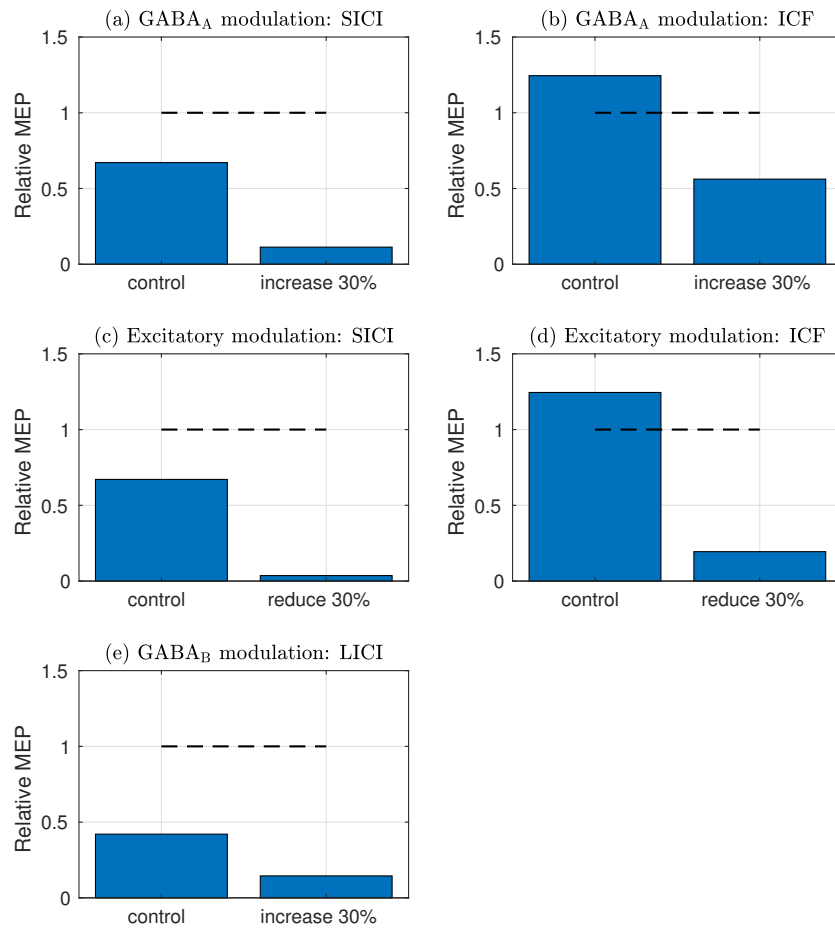 (a) GABA_A modulation: SICI
1.5
1
0.5
0
Relative MEP
control increase 30%
(b) GABA_A modulation: ICF
1.5
1
0.5
0
Relative MEP
control increase 30%
(c) Excitatory modulation: SICI
1.5
1
0.5
0
Relative MEP
control reduce 30%
(d) Excitatory modulation: ICF
1.5
1
0.5
0
Relative MEP
control reduce 30%
(e) GABA_B modulation: LICI
1.5
1
0.5
0
Relative MEP
control increase 30%